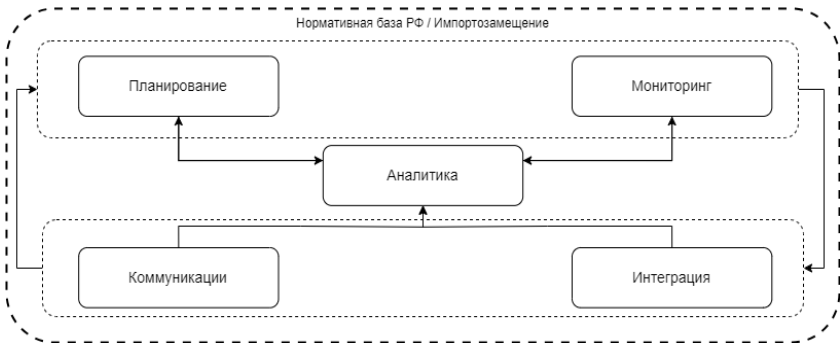 Нормативная база РФ / Импортозамещение
Планирование
Мониторинг
Аналитика
Коммуникации
Интеграция